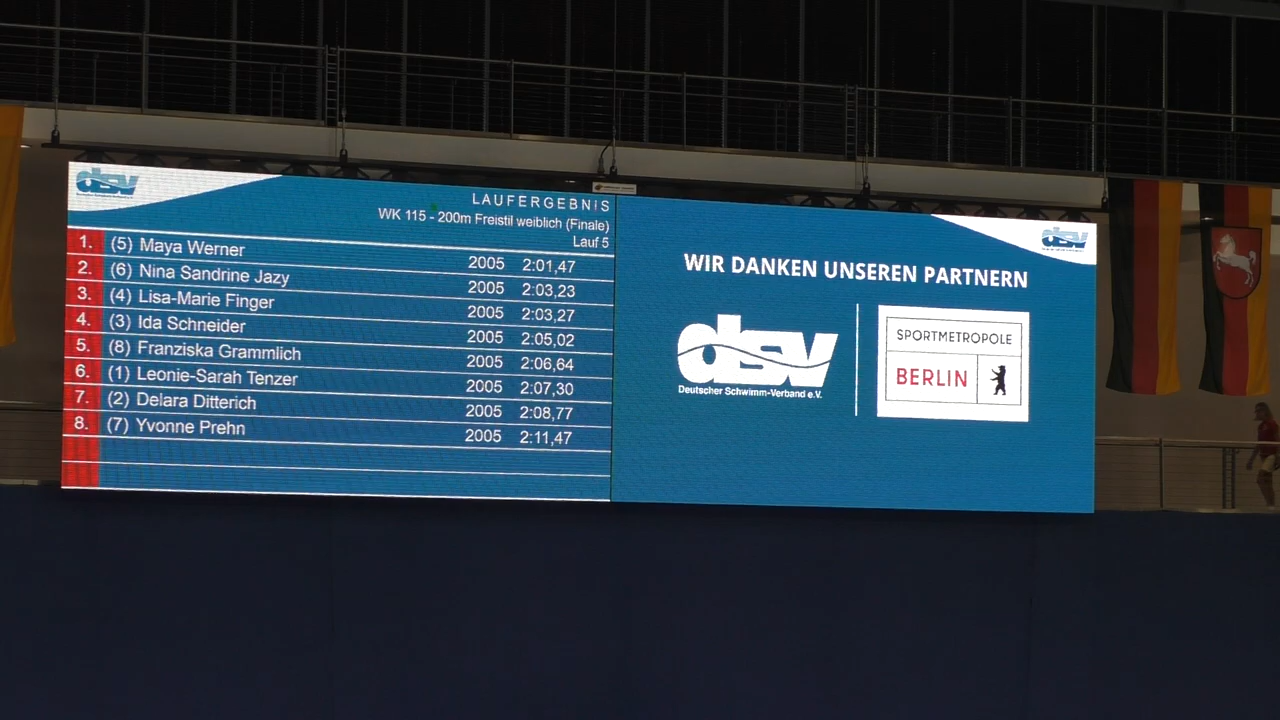 dsv
LAUFERGEBNIS
WK 115 - 200m Freistil weiblich (Finale)
Lauf 5
1. (5) Maya Werner 2005 2:01,47
2. (6) Nina Sandrine Jazy 2005 2:03,23
3. (4) Lisa-Marie Finger 2005 2:03,27
4. (3) Ida Schneider 2005 2:05,02
5. (8) Franziska Grammlich 2005 2:06,64
6. (1) Leonie-Sarah Tenzer 2005 2:07,30
7. (2) Delara Ditterich 2005 2:08,77
8. (7) Yvonne Prehn 2005 2:11,47
dsv
WIR DANKEN UNSEREN PARTNERN
dsv
Deutscher Schwimm-Verband e.V.
SPORTMETROPOLE
BERLIN